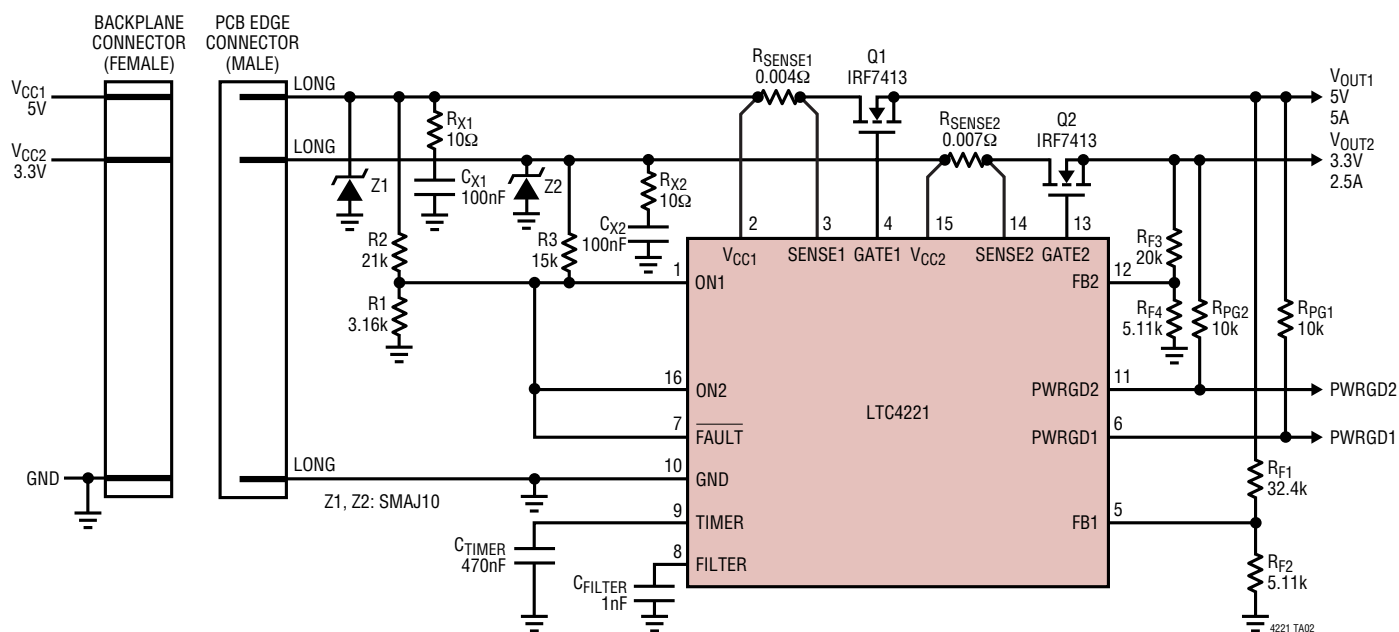 BACKPLANE
CONNECTOR
(FEMALE)
PCB EDGE
CONNECTOR
(MALE)
VCC1
5V
VCC2
3.3V
GND
LONG
LONG
LONG
Z1
Z2
Z1, Z2: SMAJ10
RX1
10Ω
CX1
100nF
RX2
10Ω
CX2
100nF
R2
21k
R1
3.16k
R3
15k
RSENSE1
0.004Ω
Q1
IRF7413
RSENSE2
0.007Ω
Q2
IRF7413
VOUT1
5V
5A
VOUT2
3.3V
2.5A
2
3
4
15
14
13
VCC1
SENSE1
GATE1
VCC2
SENSE2
GATE2
1
ON1
16
ON2
7
FAULT
10
GND
9
TIMER
8
FILTER
LTC4221
12
FB2
11
PWRGD2
6
PWRGD1
5
FB1
RF3
20k
RF4
5.11k
RPG2
10k
RPG1
10k
PWRGD2
PWRGD1
RF1
32.4k
RF2
5.11k
CTIMER
470nF
CFILTER
1nF
4221 TA02